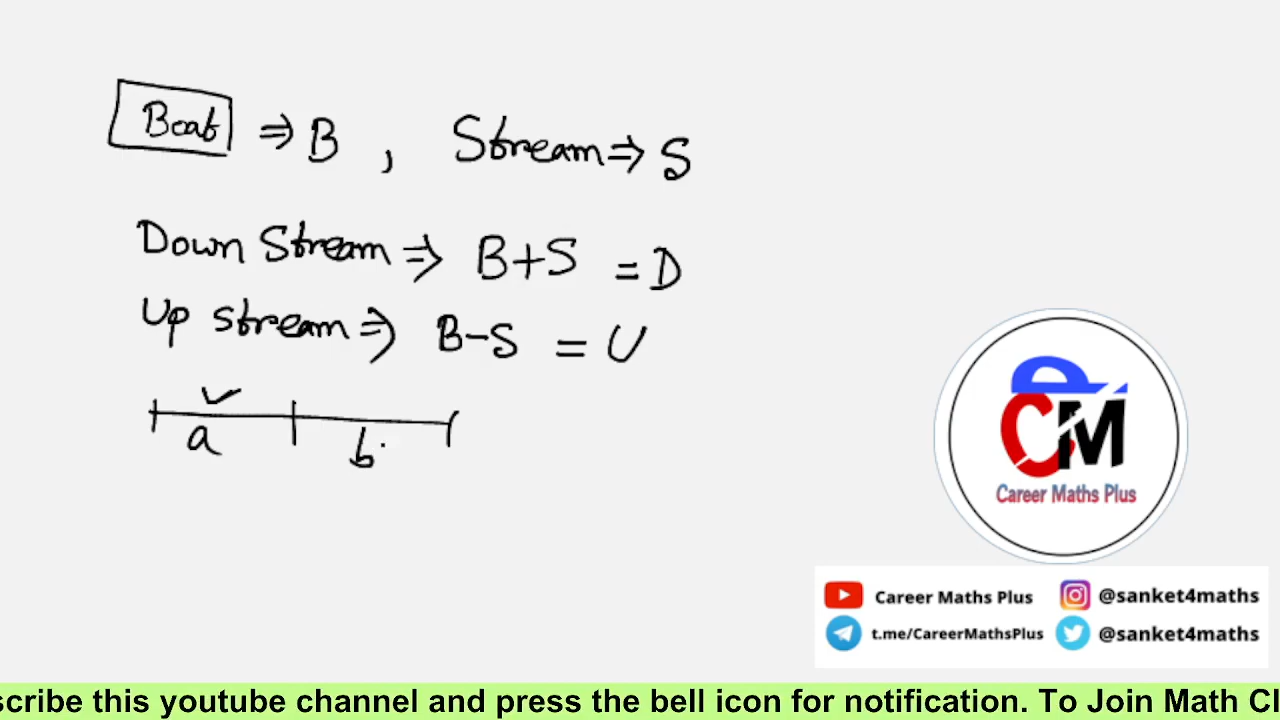 Boat ⇒ B , Stream ⇒ S
Down Stream ⇒ B+S = D
Up stream ⇒ B-S = U
a b
CM
Career Maths Plus
Career Maths Plus @sanket4maths
t.me/CareerMathsPlus @sanket4maths
scribe this youtube channel and press the bell icon for notification. To Join Math Cl